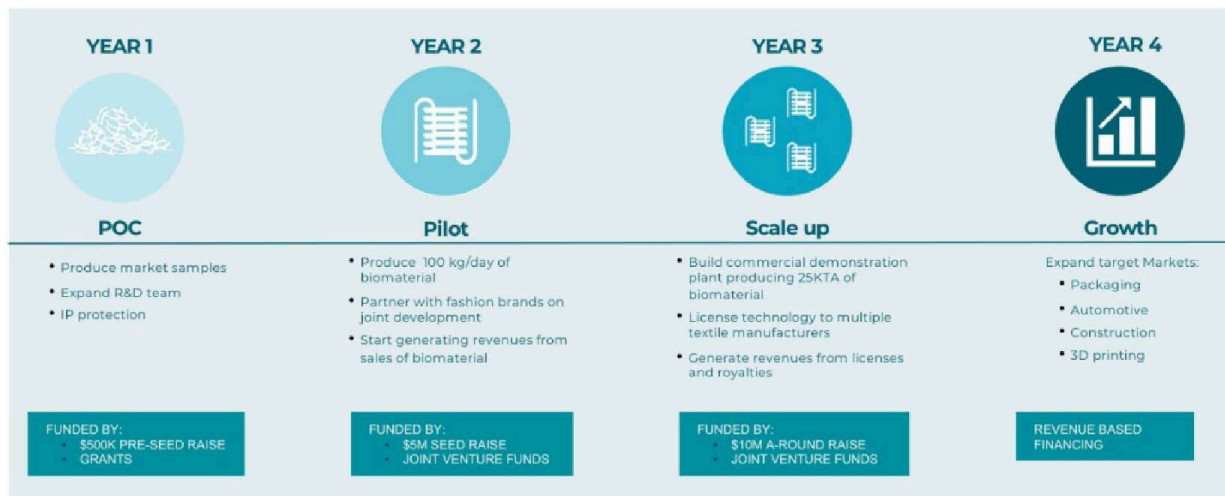 YEAR 1
POC
• Produce market samples
• Expand R&D team
• IP protection
FUNDED BY:
• $500K PRE-SEED RAISE
• GRANTS
YEAR 2
Pilot
• Produce 100 kg/day of
biomaterial
• Partner with fashion brands on
joint development
• Start generating revenues from
sales of biomaterial
FUNDED BY:
• $5M SEED RAISE
• JOINT VENTURE FUNDS
YEAR 3
Scale up
• Build commercial demonstration
plant producing 25KTA of
biomaterial
• License technology to multiple
textile manufacturers
• Generate revenues from licenses
and royalties
FUNDED BY:
• $10M A-ROUND RAISE
• JOINT VENTURE FUNDS
YEAR 4
Growth
Expand target Markets:
• Packaging
• Automotive
• Construction
• 3D printing
REVENUE BASED
FINANCING